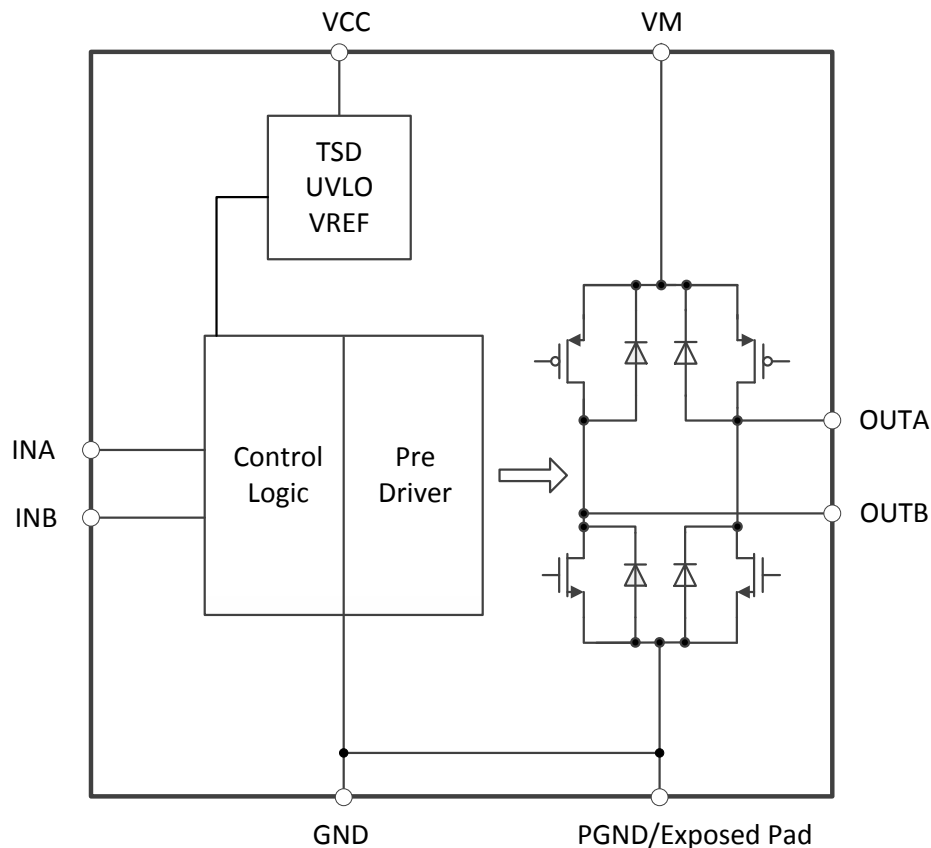 VCC
VM
TSD
UVLO
VREF
INA
INB
Control
Logic
Pre
Driver
OUTA
OUTB
GND
PGND/Exposed Pad